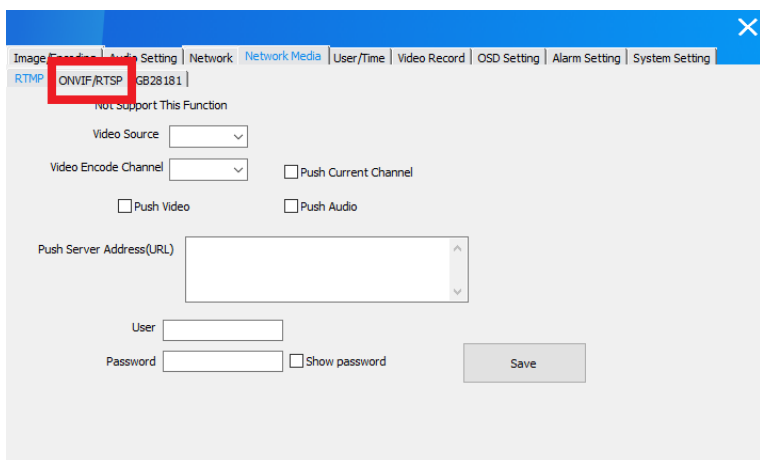 Image/Encoding Audio Setting Network Network Media User/Time Video Record OSD Setting Alarm Setting System Setting
RTMP ONVIF/RTSP GB28181
Not Support This Function
Video Source
Video Encode Channel Push Current Channel
Push Video Push Audio
Push Server Address(URL)
User
Password Show password Save